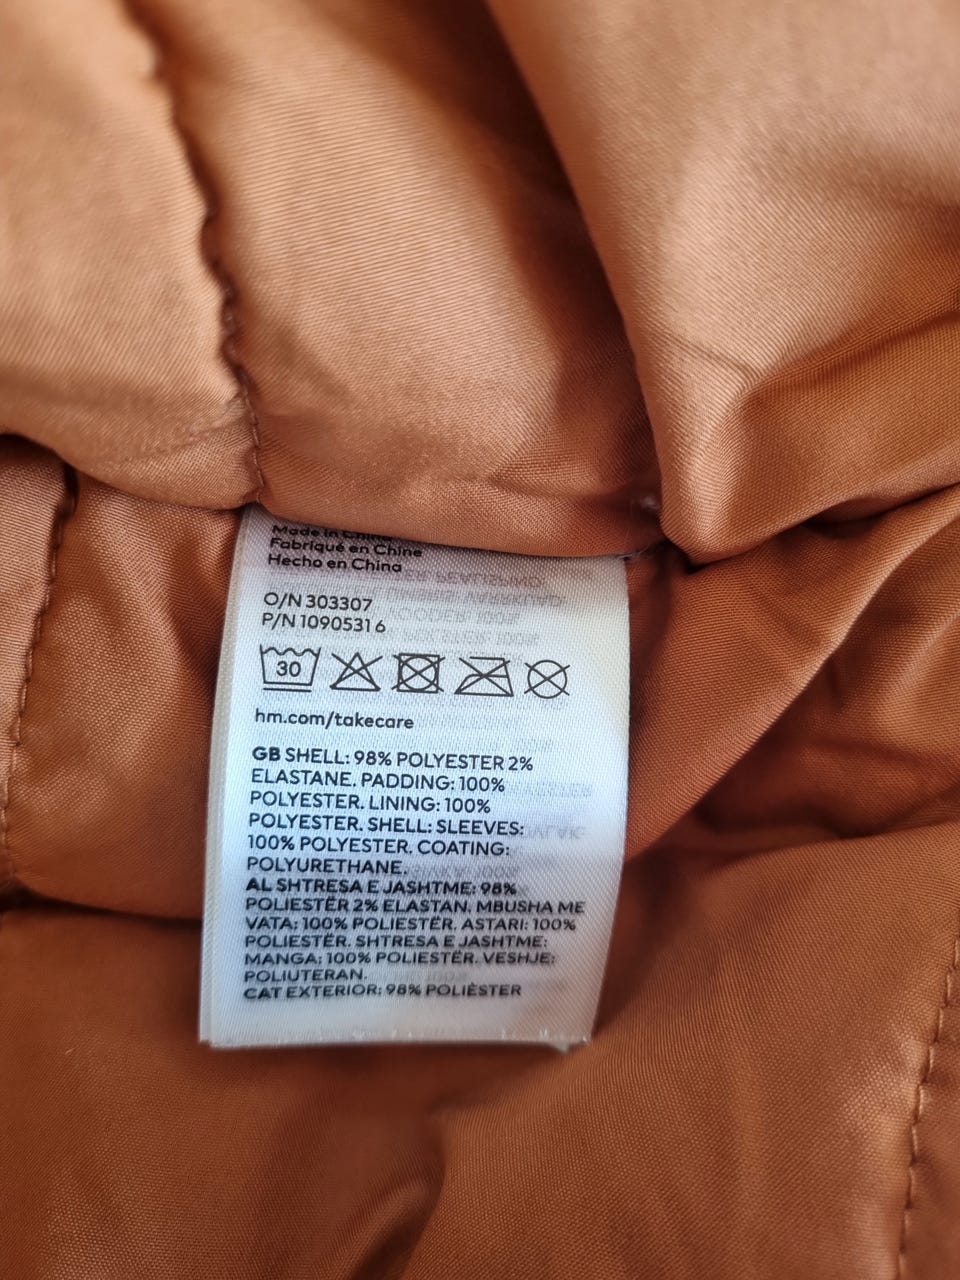 Made in China
Fabriqué en Chine
Hecho en China
O/N 303307
P/N 1090531 6
30
hm.com/takecare
GB SHELL: 98% POLYESTER 2%
ELASTANE. PADDING: 100%
POLYESTER. LINING: 100%
POLYESTER. SHELL: SLEEVES:
100% POLYESTER. COATING:
POLYURETHANE.
AL SHTRESA E JASHTME: 98%
POLIESTËR 2% ELASTAN. MBUSHA ME
VATA: 100% POLIESTËR. ASTARI: 100%
POLIESTËR. SHTRESA E JASHTME:
MANGA: 100% POLIESTËR. VESHJE:
POLIUTERAN.
CAT EXTERIOR: 98% POLIÈSTER